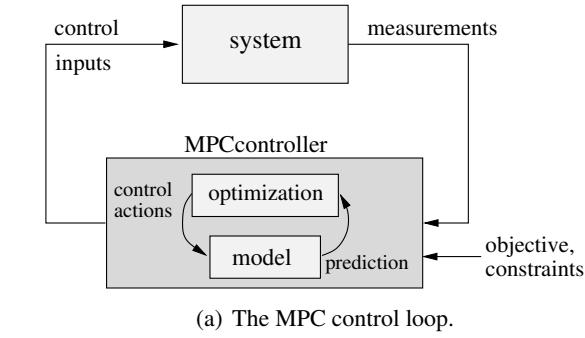 control
inputs
system
measurements
MPCcontroller
control
actions
optimization
model
prediction
objective,
constraints
(a) The MPC control loop.